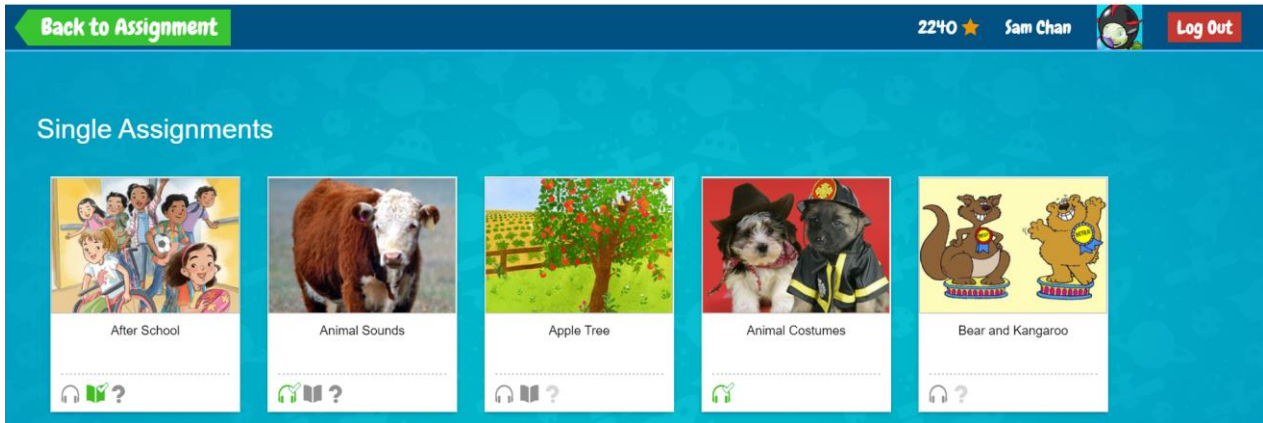 Back to Assignment
2240 Sam Chan Log Out
Single Assignments
After School
Animal Sounds
Apple Tree
Animal Costumes
Bear and Kangaroo
? ? ? ?